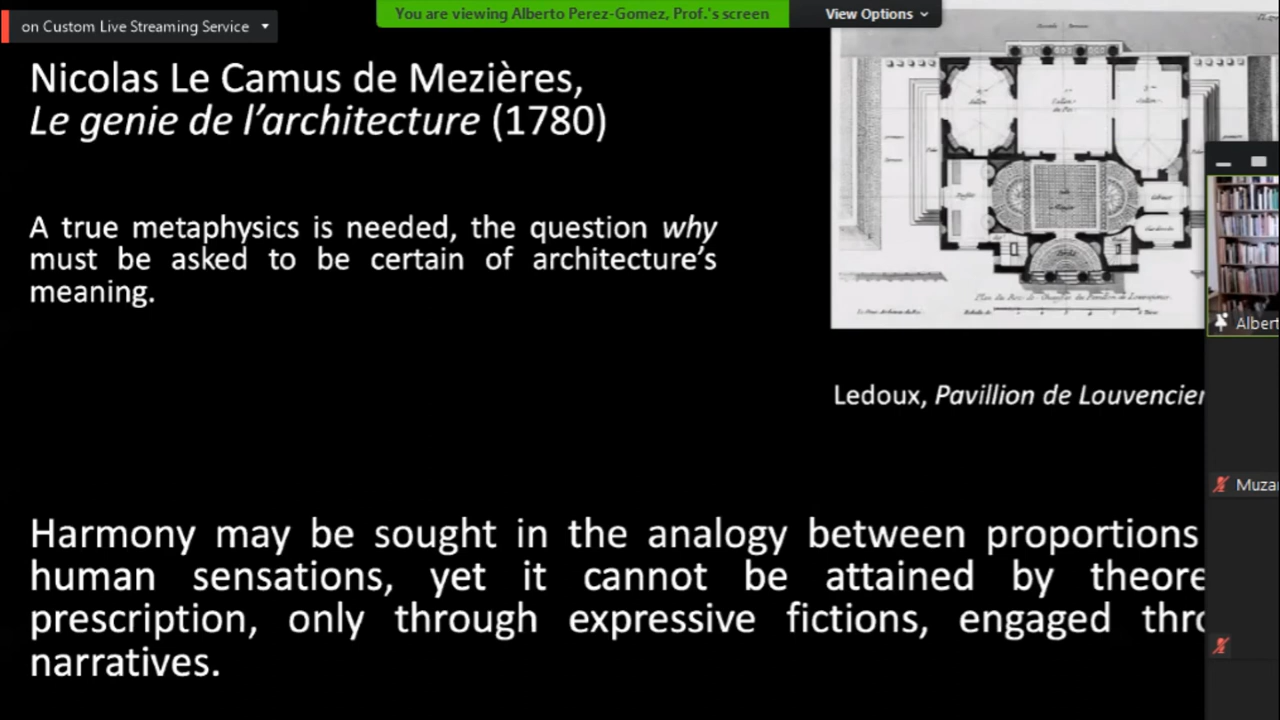 on Custom Live Streaming Service
You are viewing Alberto Perez-Gomez, Prof.'s screen
View Options
Nicolas Le Camus de Mezières,
Le genie de l'architecture (1780)
A true metaphysics is needed, the question why
must be asked to be certain of architecture's
meaning.
Ledoux, Pavillion de Louvencier
Albert
Muza
Harmony may be sought in the analogy between proportions
human sensations, yet it cannot be attained by theore
prescription, only through expressive fictions, engaged thro
narratives.